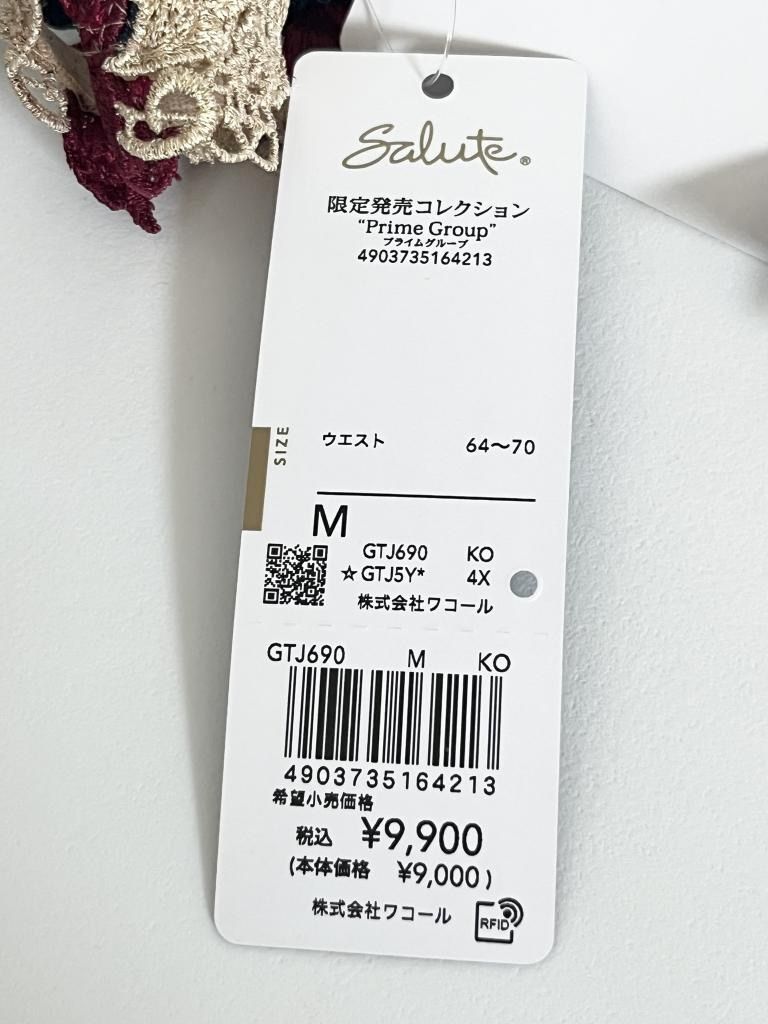 Salute®
限定発売コレクション
“Prime Group”
プライムグループ
4903735164213
SIZE
ウエスト 64〜70
M
GTJ690 KO
☆GTJ5Y* 4X
株式会社ワコール
GTJ690 M KO
4903735164213
希望小売価格
税込 ¥9,900
(本体価格 ¥9,000)
株式会社ワコール
RFID